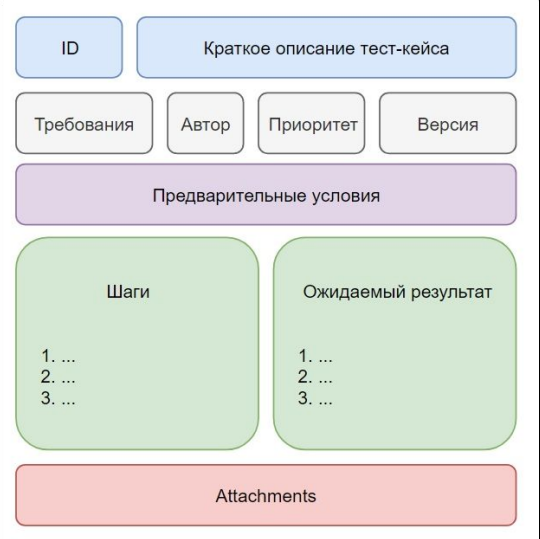 ID
Краткое описание тест-кейса
Требования
Автор
Приоритет
Версия
Предварительные условия
Шаги
1. ...
2. ...
3. ...
Ожидаемый результат
1. ...
2. ...
3. ...
Attachments